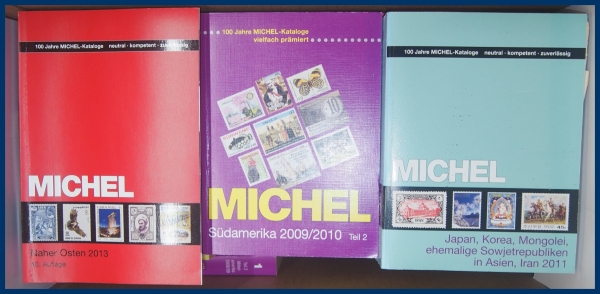 100 Jahre MICHEL-Kataloge neutral · kompetent · zuverlässig
MICHEL
Naher Osten 2013
Auflage
100 Jahre MICHEL-Kataloge
vielfach prämiert
MICHEL
Südamerika 2009/2010 Teil 2
1
100 Jahre MICHEL-Kataloge neutral · kompetent · zuverlässig
MICHEL
Japan, Korea, Mongolei,
ehemalige Sowjetrepubliken
in Asien, Iran 2011